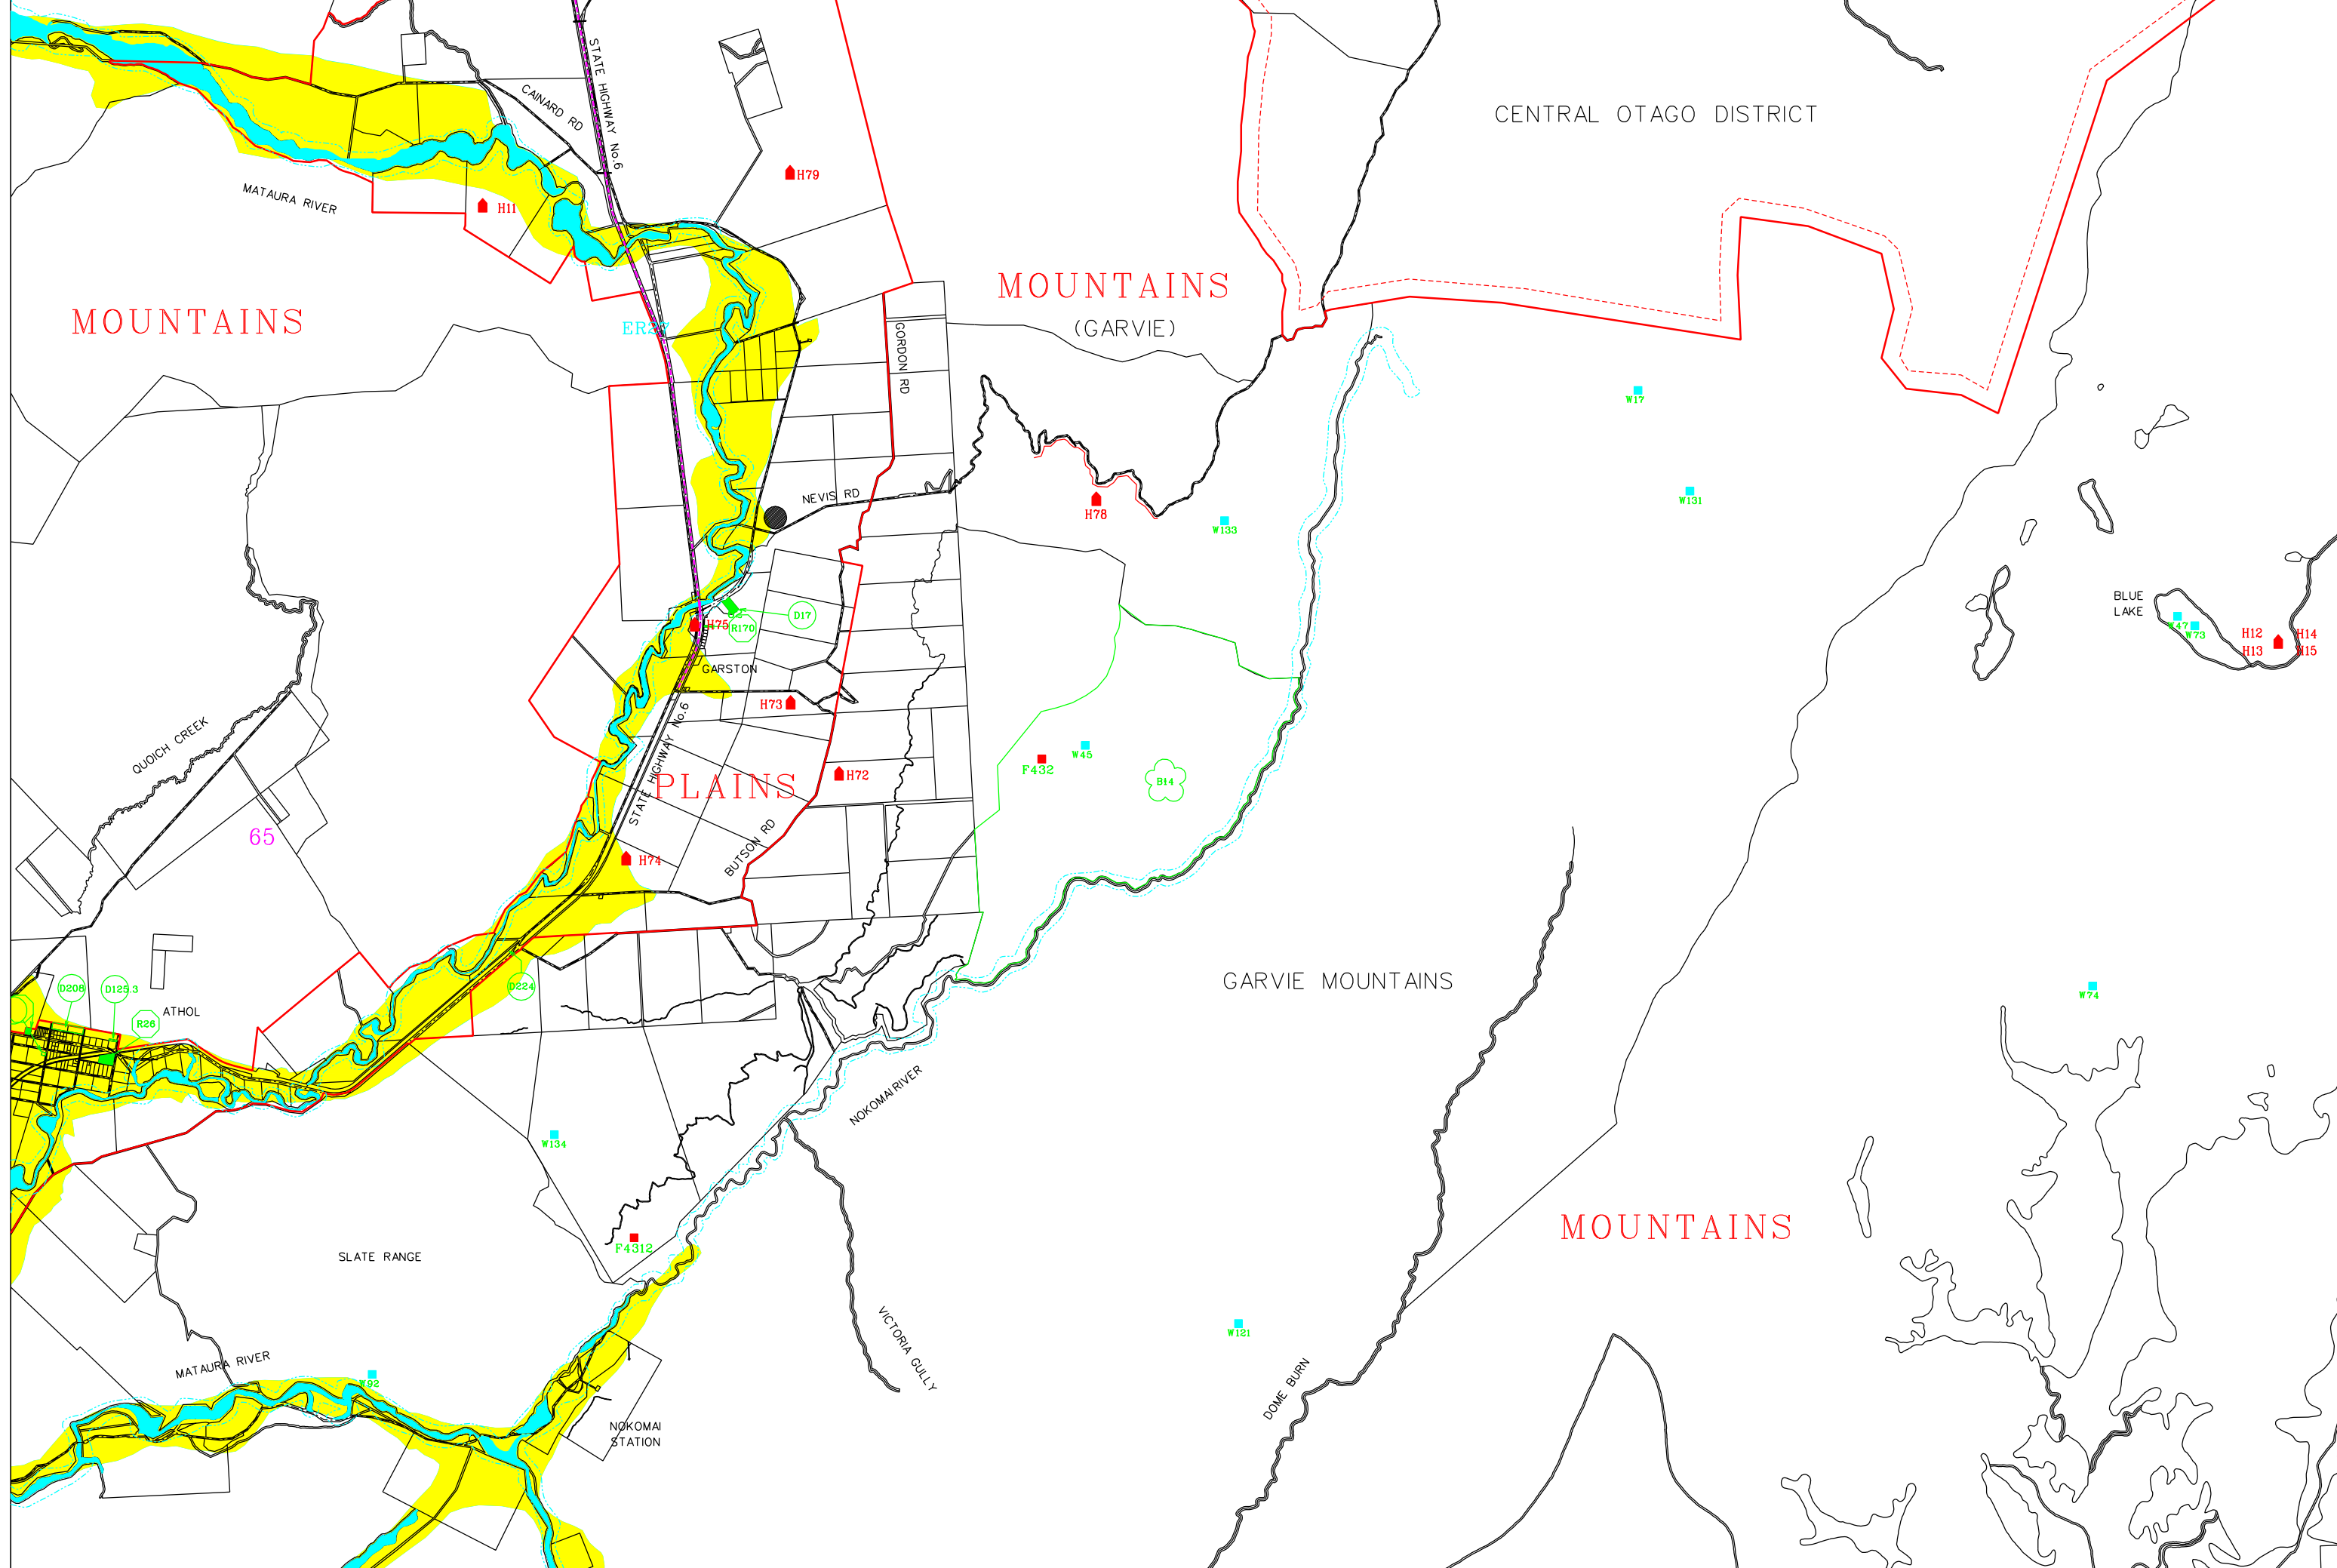 STATE HIGHWAY No.6
CAINARD RD
CENTRAL OTAGO DISTRICT
H79
MATAURA RIVER
H11
MOUNTAINS
(GARVIE)
MOUNTAINS
ER27
GORDON RD
W17
NEVIS RD
W131
H78
W133
BLUE
LAKE
W47
W73
H12
H13
H14
H15
D17
H75
R170
GARSTON
H73
STATE HIGHWAY No.6
QUOICH CREEK
PLAINS
H72
F432
W45
B14
65
H74
BUTSON RD
GARVIE MOUNTAINS
D208
D125.3
D224
W74
ATHOL
R26
NOKOMAI RIVER
W134
MOUNTAINS
F4312
SLATE RANGE
W121
VICTORIA GULLY
MATAURA RIVER
W92
DOME BURN
NOKOMAI
STATION